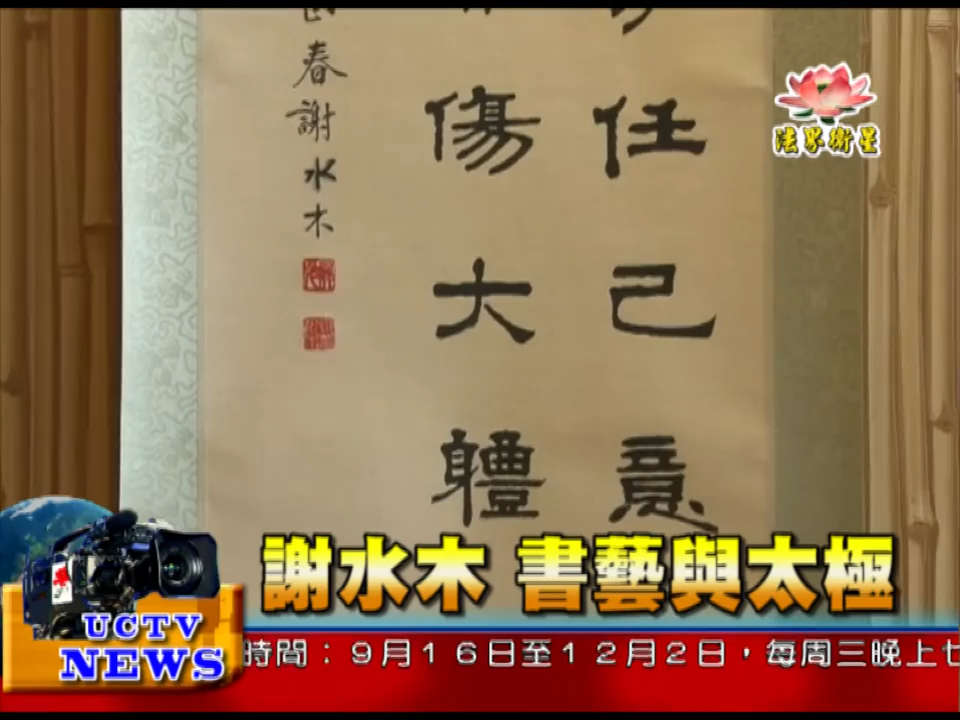 任己意
傷大軆
春謝水木
法界衛星
謝水木 書藝與太極
UCTV
NEWS
時間：９月１６日至１２月２日，每周三晚上七